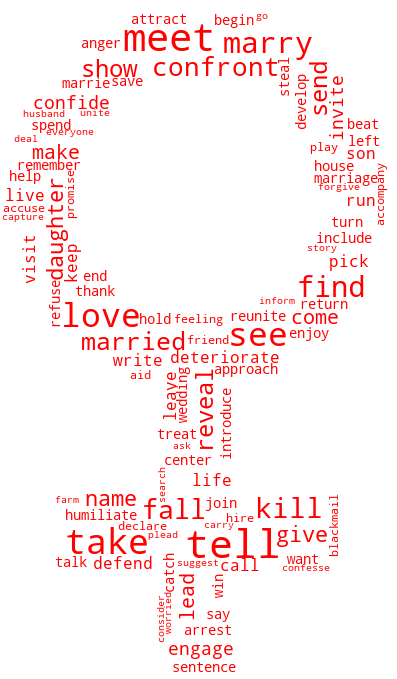 attract
begin
go
anger
meet
marry
show
confront
steal
send
develop
invite
marrie
save
confide
husband
unite
spend
everyone
beat
deal
left
make
play
son
remember
house
help
promise
marriage
forgive
live
daughter
run
accompany
accuse
capture
turn
visit
keep
include
story
pick
end
find
thank
refuse
inform
return
love
hold
feeling
reunite
come
see
enjoy
married
friend
write
deteriorate
aid
approach
leave
wedding
reveal
introduce
treat
ask
center
search
life
farm
name
fall
join
kill
humiliate
hire
declare
carry
blackmail
take
plead
tell
give
talk
defend
catch
suggest
call
want
confesse
lead
win
consider
worried
say
arrest
engage
sentence